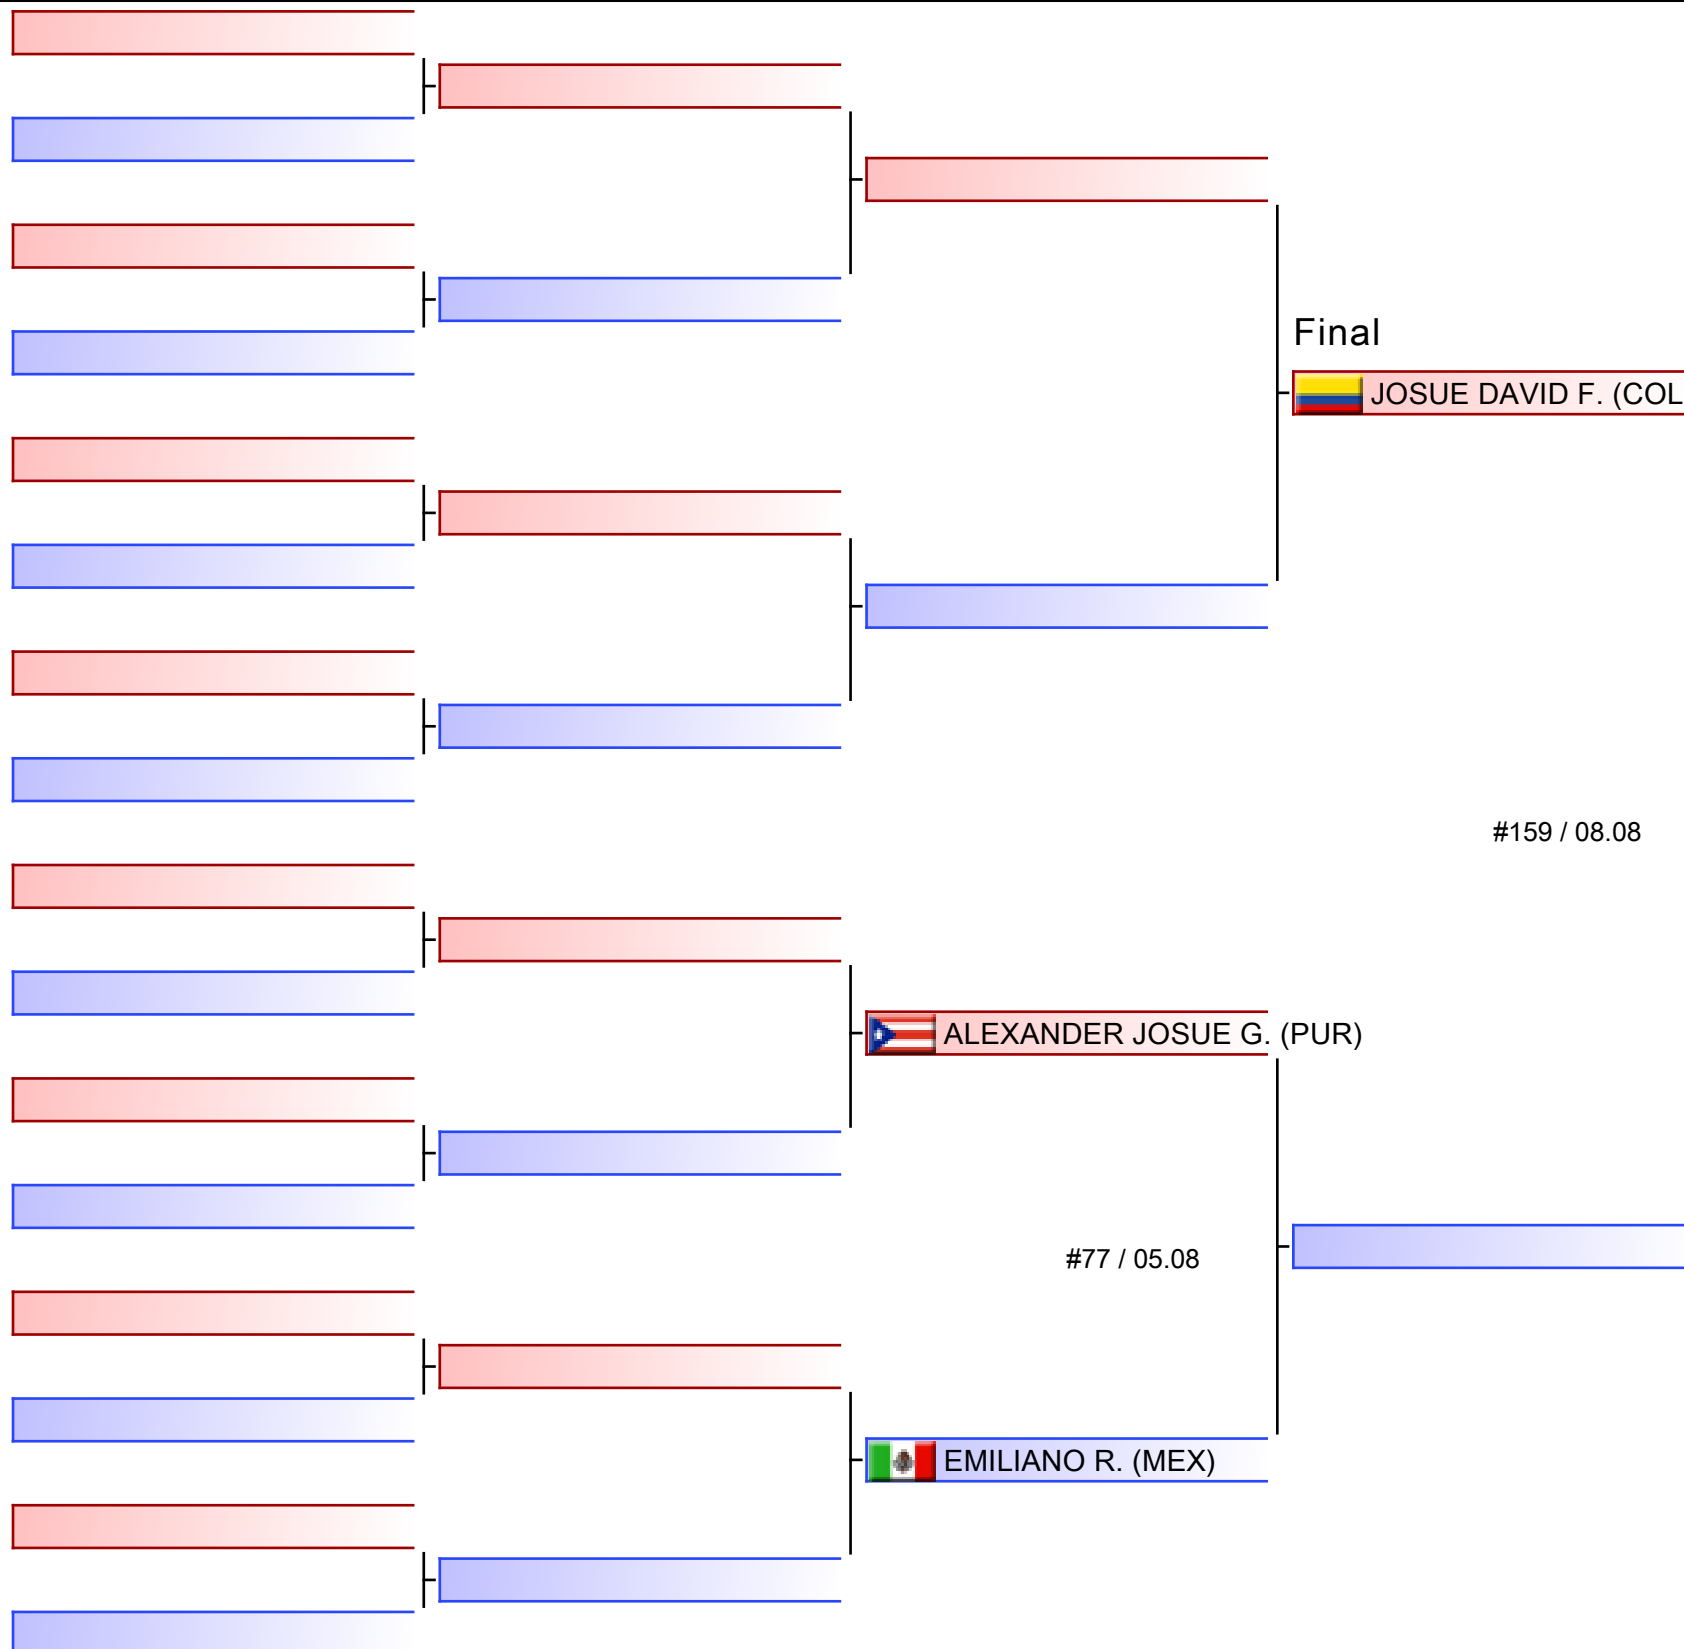 Final
JOSUE DAVID F. (COL
#159 / 08.08
ALEXANDER JOSUE G. (PUR)
#77 / 05.08
EMILIANO R. (MEX)